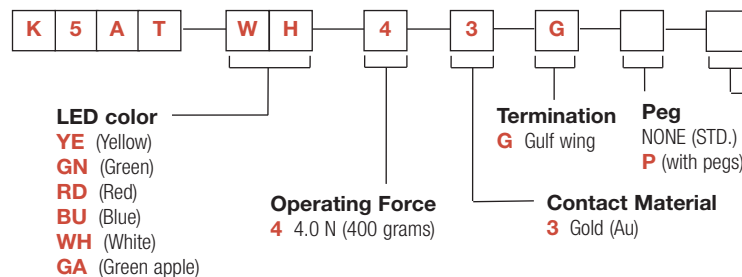 K 5 A T W H 4 3 G
LED color
YE (Yellow)
GN (Green)
RD (Red)
BU (Blue)
WH (White)
GA (Green apple)
Operating Force
4 4.0 N (400 grams)
Termination
G Gulf wing
Contact Material
3 Gold (Au)
Peg
NONE (STD.)
P (with pegs)